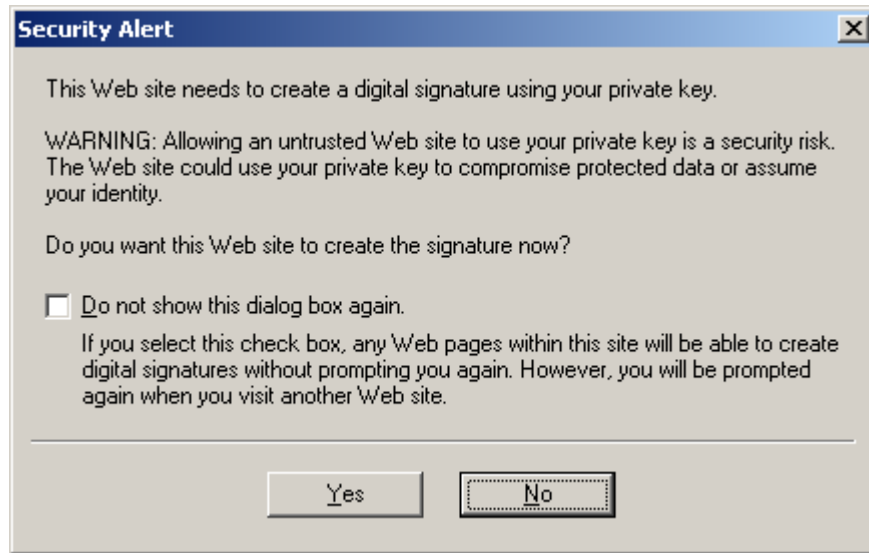 Security Alert
This Web site needs to create a digital signature using your private key.
WARNING: Allowing an untrusted Web site to use your private key is a security risk.
The Web site could use your private key to compromise protected data or assume
your identity.
Do you want this Web site to create the signature now?
Do not show this dialog box again.
If you select this check box, any Web pages within this site will be able to create
digital signatures without prompting you again. However, you will be prompted
again when you visit another Web site.
Yes No